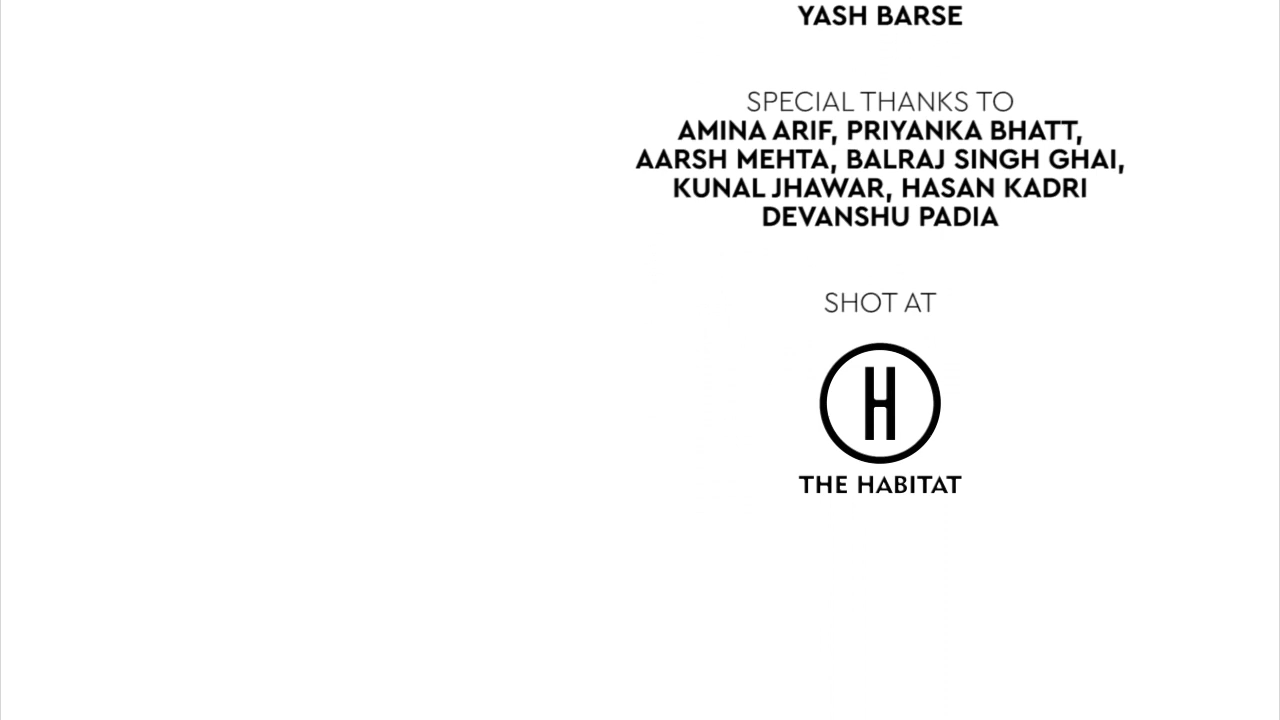 YASH BARSE
SPECIAL THANKS TO
AMINA ARIF, PRIYANKA BHATT,
AARSH MEHTA, BALRAJ SINGH GHAI,
KUNAL JHAWAR, HASAN KADRI
DEVANSHU PADIA
SHOT AT
H
THE HABITAT